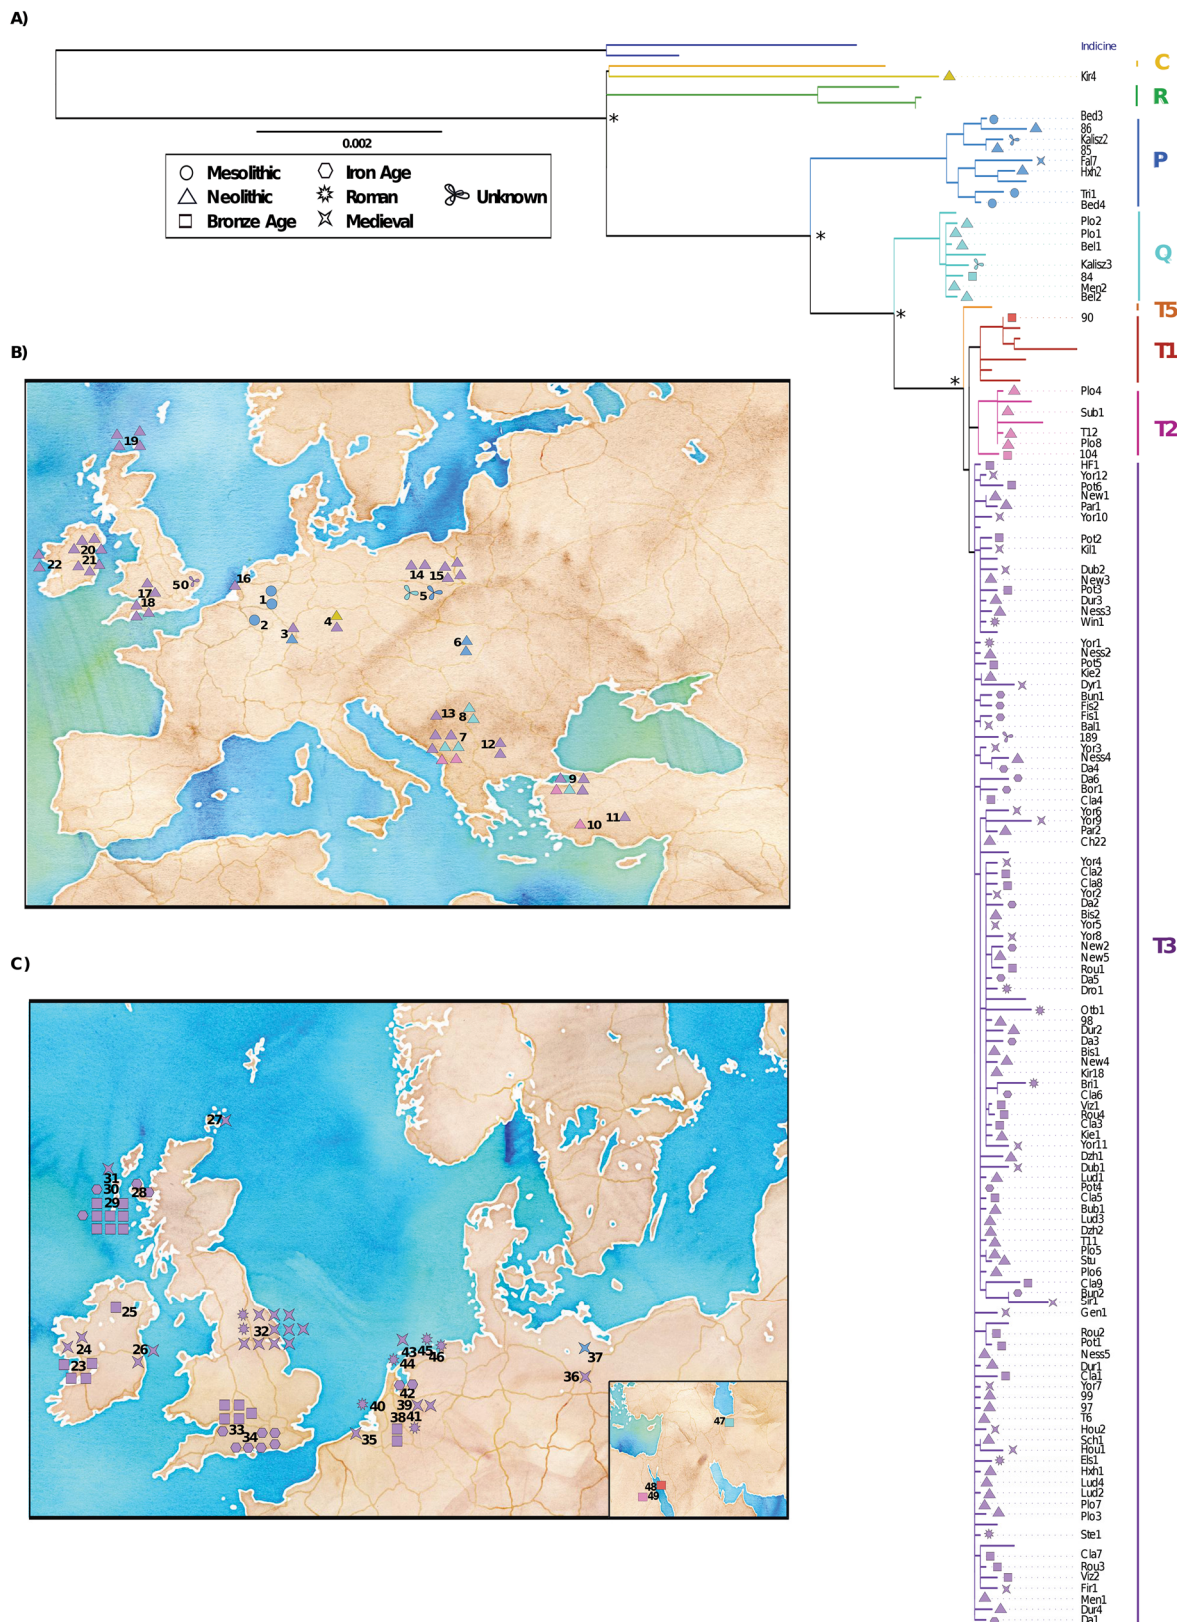 A)
Indicine
C
Kir4
R
0.002
Mesolithic
Iron Age
Neolithic
Roman
Unknown
Bronze Age
Medieval
*
*
*
*
Bed3
86
Kalisz2
85
Fal7
Hxh2
Tri1
Bed4
P
Plo2
Plo1
Bel1
Kalisz3
84
Men2
Bel2
Q
T5
90
T1
Plo4
Sub1
T12
Plo8
104
T2
HF1
Yor12
Pot6
New1
Par1
Yor10
Pot2
Kil1
Dub2
New3
Pot3
Dur3
Ness3
Win1
Yor1
Ness2
Pot5
Kie2
Dyr1
Bun1
Fis2
Fis1
Bal1
189
Yor3
Ness4
Da4
Da6
Bor1
Cla4
Yor6
Yor9
Par2
Ch22
Yor4
Cla2
Cla8
Yor2
Da2
Bis2
Yor5
Yor8
New2
New5
Rou1
Da5
Dro1
Otb1
98
Dur2
Da3
Bis1
New4
Kir18
Bri1
Cla6
Viz1
Rou4
Cla3
Kie1
Yor11
Dzh1
Dub1
Lud1
Pot4
Cla5
Bub1
Lud3
Dzh2
T11
Plo5
Stu
Plo6
Cla9
Bun2
Sir1
Gen1
Rou2
Pot1
Ness5
Dur1
Cla1
Yor7
99
97
T6
Hou2
Sch1
Hou1
Els1
Hxh1
Lud4
Lud2
Plo7
Plo3
Ste1
Cla7
Rou3
Viz2
Fir1
Men1
Dur4
Da1
T3
B)
19
20
21
22
50
17
18
16
1
2
3
4
14
15
5
6
13
8
7
12
9
11
10
C)
27
31
30
28
29
25
24
26
23
32
33
34
43
45
46
44
42
40
39
38
41
35
37
36
47
48
49